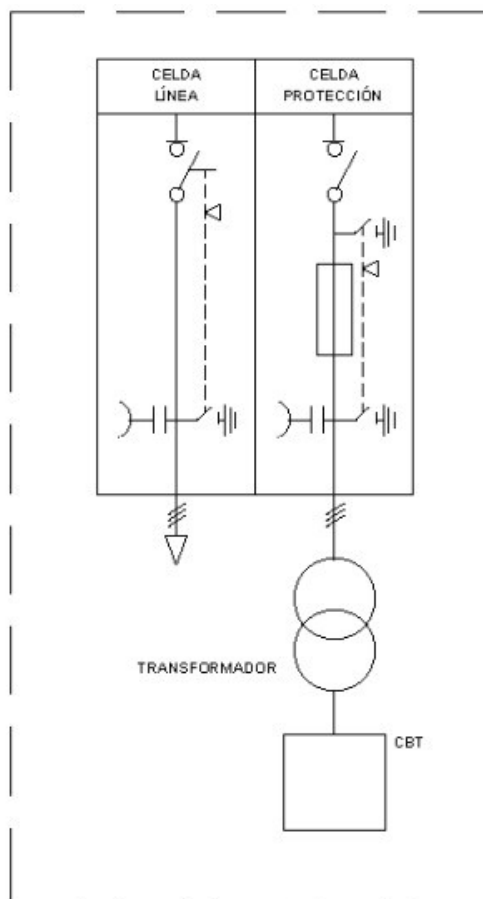 CELDA
LÍNEA
CELDA
PROTECCIÓN
TRANSFORMADOR
CBT